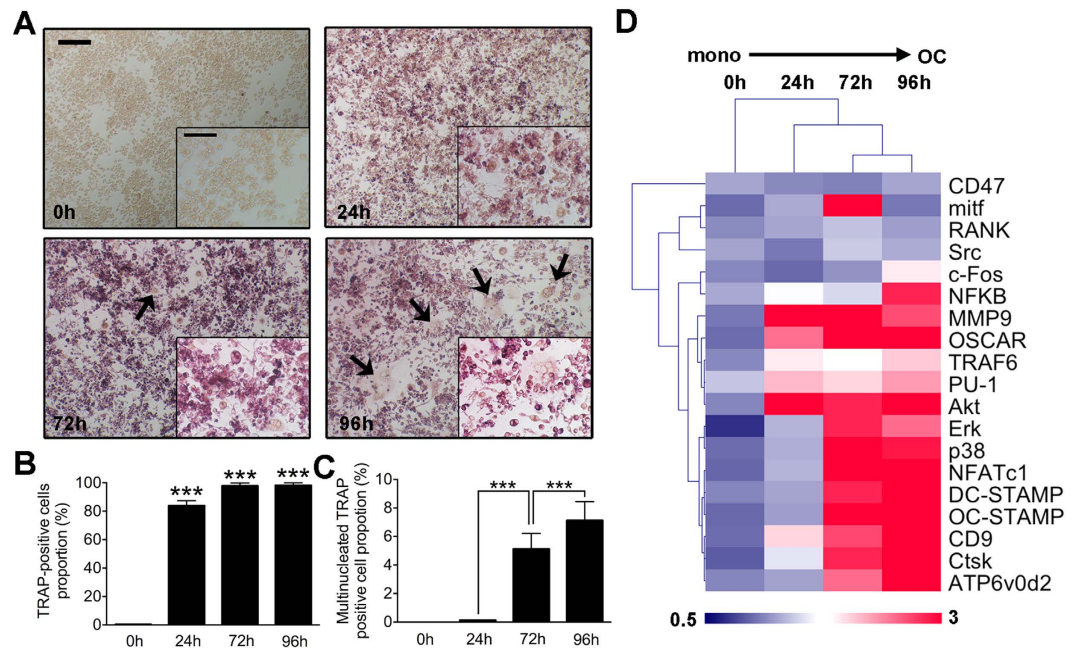 A
0h
24h
72h
96h
B
TRAP-positive cells
proportion (%)
100
80
60
40
20
0
***
***
***
0h
24h
72h
96h
C
Multinucleated TRAP
positive cell propotion (%)
10
8
6
4
2
0
***
***
0h
24h
72h
96h
D
mono
OC
0h
24h
72h
96h
CD47
mitf
RANK
Src
c-Fos
NFKB
MMP9
OSCAR
TRAF6
PU-1
Akt
Erk
p38
NFATc1
DC-STAMP
OC-STAMP
CD9
Ctsk
ATP6v0d2
0.5
3